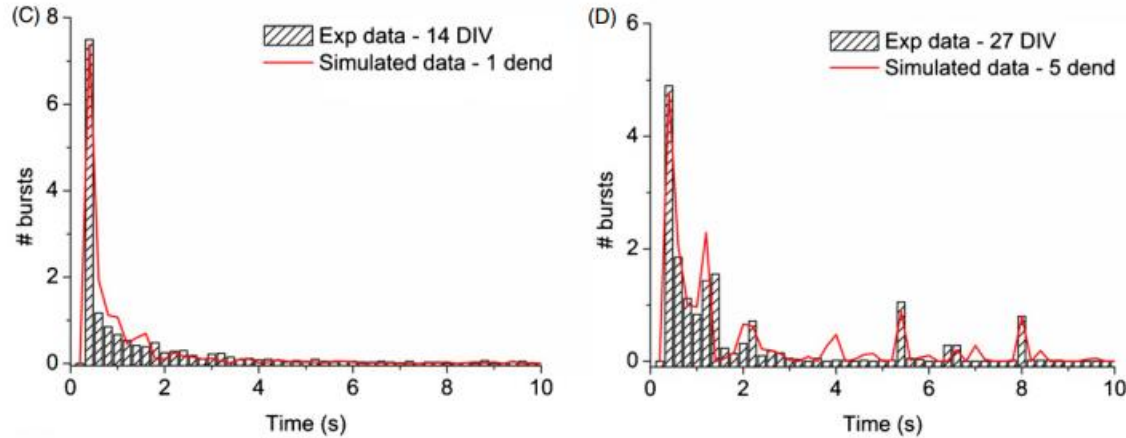 (C)
8
6
4
2
0
# bursts
Exp data - 14 DIV
Simulated data - 1 dend
0 2 4 6 8 10
Time (s)
(D)
6
4
2
0
# bursts
Exp data - 27 DIV
Simulated data - 5 dend
0 2 4 6 8 10
Time (s)